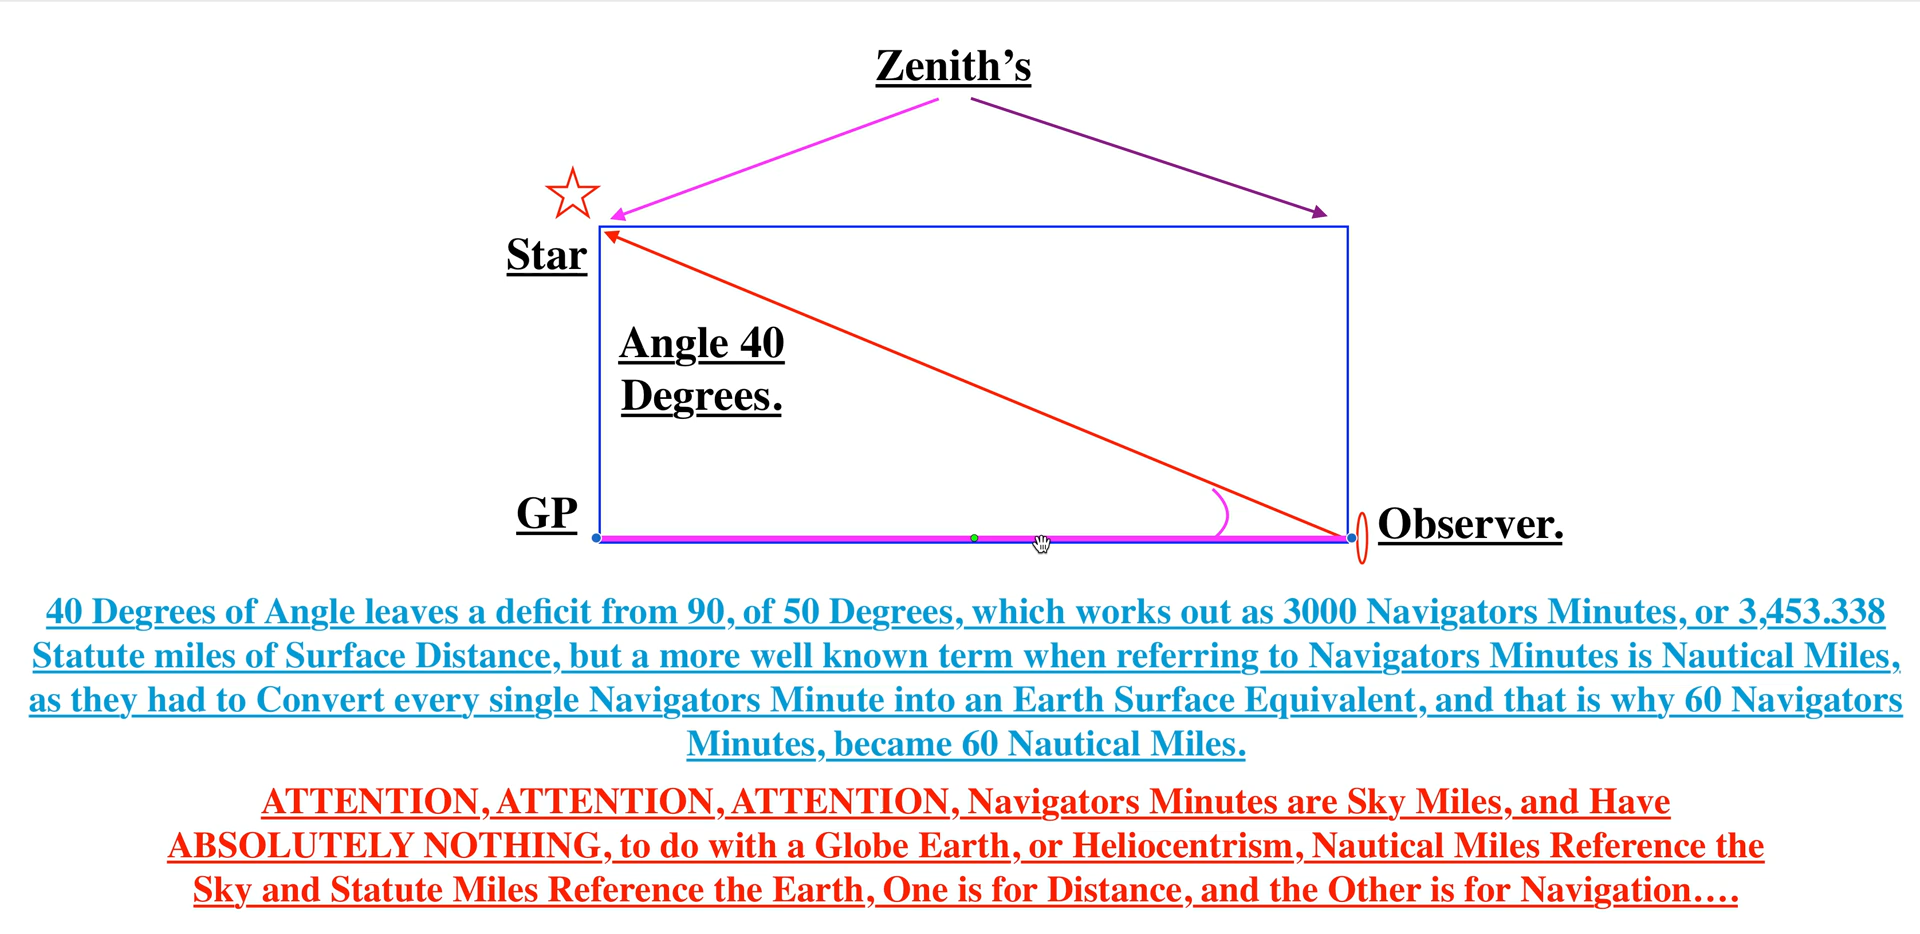 Zenith’s
Star
Angle 40
Degrees.
GP
Observer.
40 Degrees of Angle leaves a deficit from 90, of 50 Degrees, which works out as 3000 Navigators Minutes, or 3,453.338
Statute miles of Surface Distance, but a more well known term when referring to Navigators Minutes is Nautical Miles,
as they had to Convert every single Navigators Minute into an Earth Surface Equivalent, and that is why 60 Navigators
Minutes, became 60 Nautical Miles.
ATTENTION, ATTENTION, ATTENTION, Navigators Minutes are Sky Miles, and Have
ABSOLUTELY NOTHING, to do with a Globe Earth, or Heliocentrism, Nautical Miles Reference the
Sky and Statute Miles Reference the Earth, One is for Distance, and the Other is for Navigation….